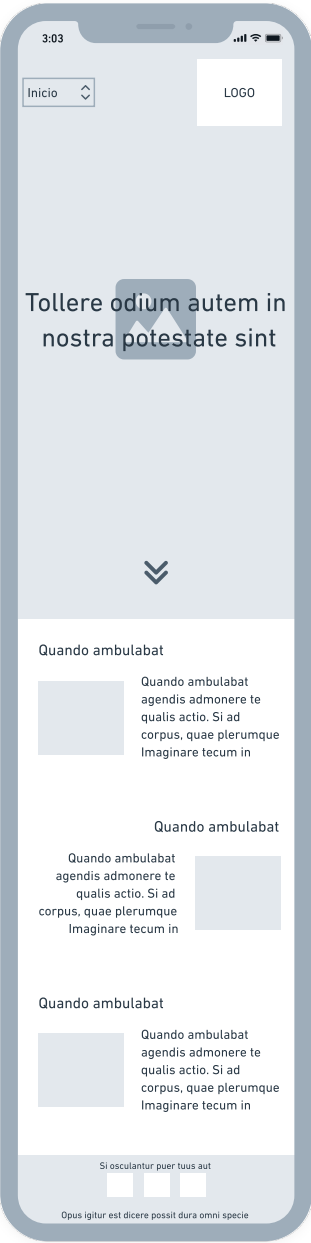 3:03
Inicio
LOGO
Tollere odium autem in
nostra potestate sint
Quando ambulabat
Quando ambulabat
agendis admonere te
qualis actio. Si ad
corpus, quae plerumque
Imaginare tecum in
Quando ambulabat
Quando ambulabat
agendis admonere te
qualis actio. Si ad
corpus, quae plerumque
Imaginare tecum in
Quando ambulabat
Quando ambulabat
agendis admonere te
qualis actio. Si ad
corpus, quae plerumque
Imaginare tecum in
Si osculantur puer tuus aut
Opus igitur est dicere possit dura omni specie